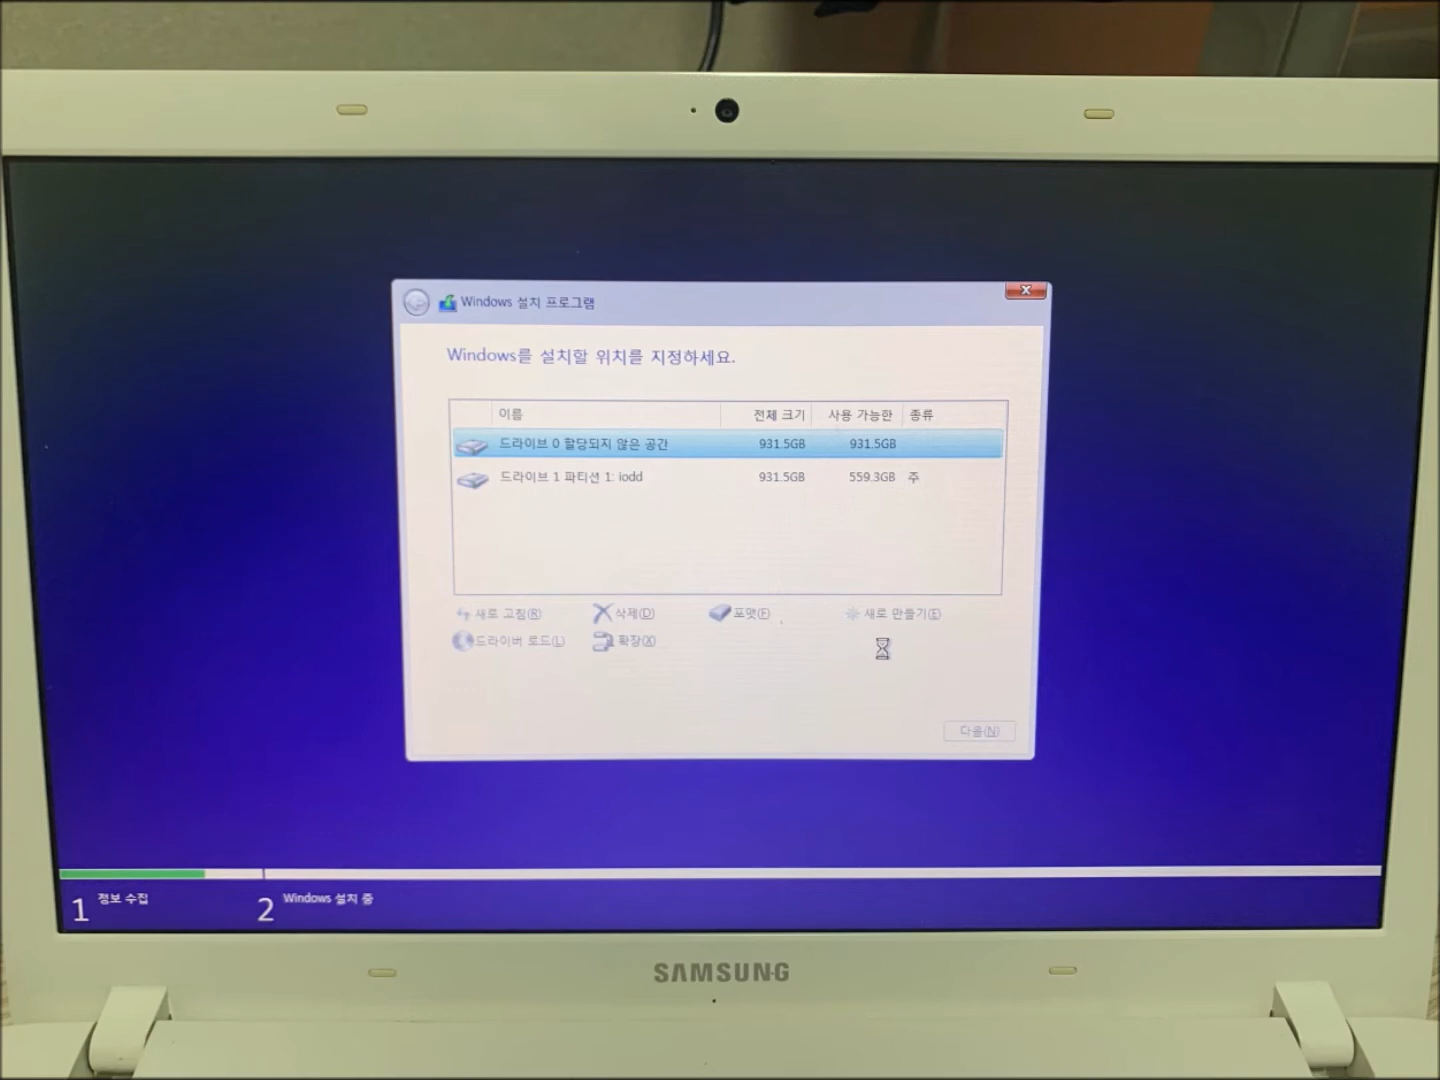 Windows 설치 프로그램
Windows를 설치할 위치를 지정하세요.
이름 전체 크기 사용 가능한 종류
드라이브 0 할당되지 않은 공간 931.5GB 931.5GB
드라이브 1 파티션 1: iodd 931.5GB 559.3GB 주
새로 고침(R) 삭제(D) 포맷(F) 새로 만들기(E)
드라이버 로드(L) 확장(X)
다음(N)
1 정보 수집 2 Windows 설치 중
SAMSUNG